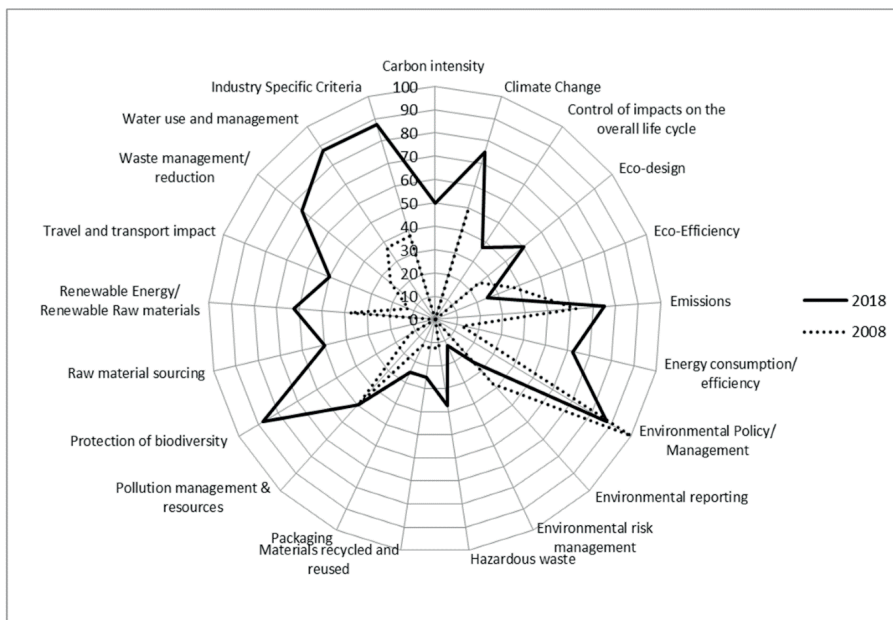 Carbon intensity
Industry Specific Criteria
Climate Change
Water use and management
Control of impacts on the
overall life cycle
Waste management/
reduction
Eco-design
Travel and transport impact
Eco-Efficiency
Renewable Energy/
Renewable Raw materials
Emissions
Raw material sourcing
Energy consumption/
efficiency
Protection of biodiversity
Environmental Policy/
Management
Pollution management &
resources
Environmental reporting
Packaging
Environmental risk
management
Materials recycled and
reused
Hazardous waste
100
90
80
70
60
50
40
30
20
10
0
2018
2008